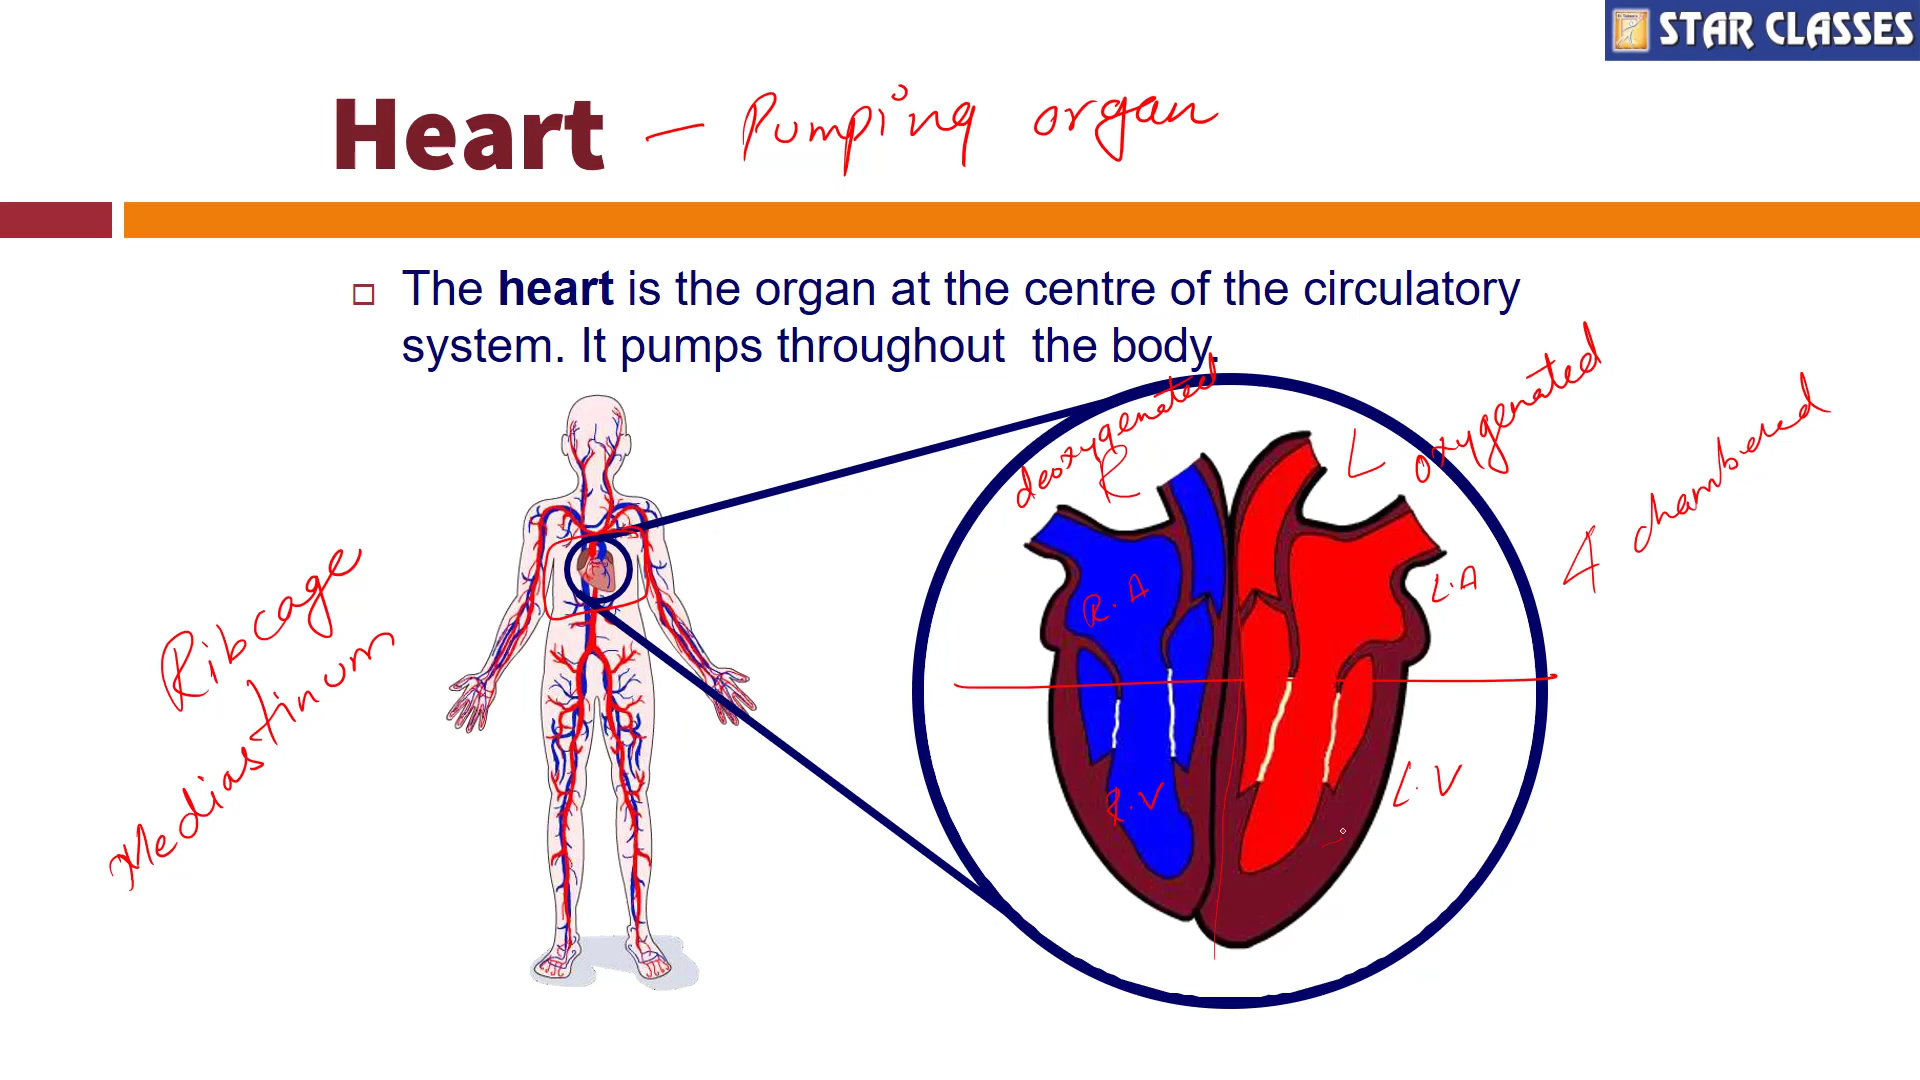 STAR CLASSES
Heart – Pumping organ
The heart is the organ at the centre of the circulatory
system. It pumps throughout the body.
deoxygenated
R
L
oxygenated
4 chambered
Ribcage
Mediastinum
R.A
L.A
R.V
L.V